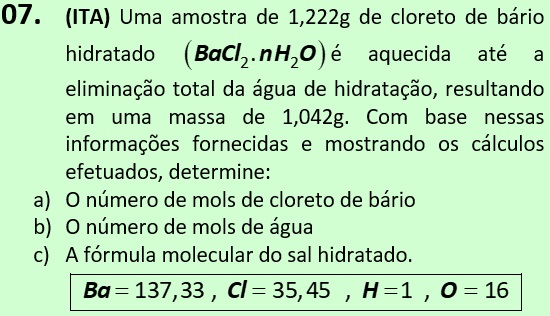 07. (ITA) Uma amostra de 1,222g de cloreto de bário
hidratado (BaCl₂.nH₂O) é aquecida até a
eliminação total da água de hidratação, resultando
em uma massa de 1,042g. Com base nessas
informações fornecidas e mostrando os cálculos
efetuados, determine:
a) O número de mols de cloreto de bário
b) O número de mols de água
c) A fórmula molecular do sal hidratado.
Ba = 137,33 , Cl = 35,45 , H = 1 , O = 16